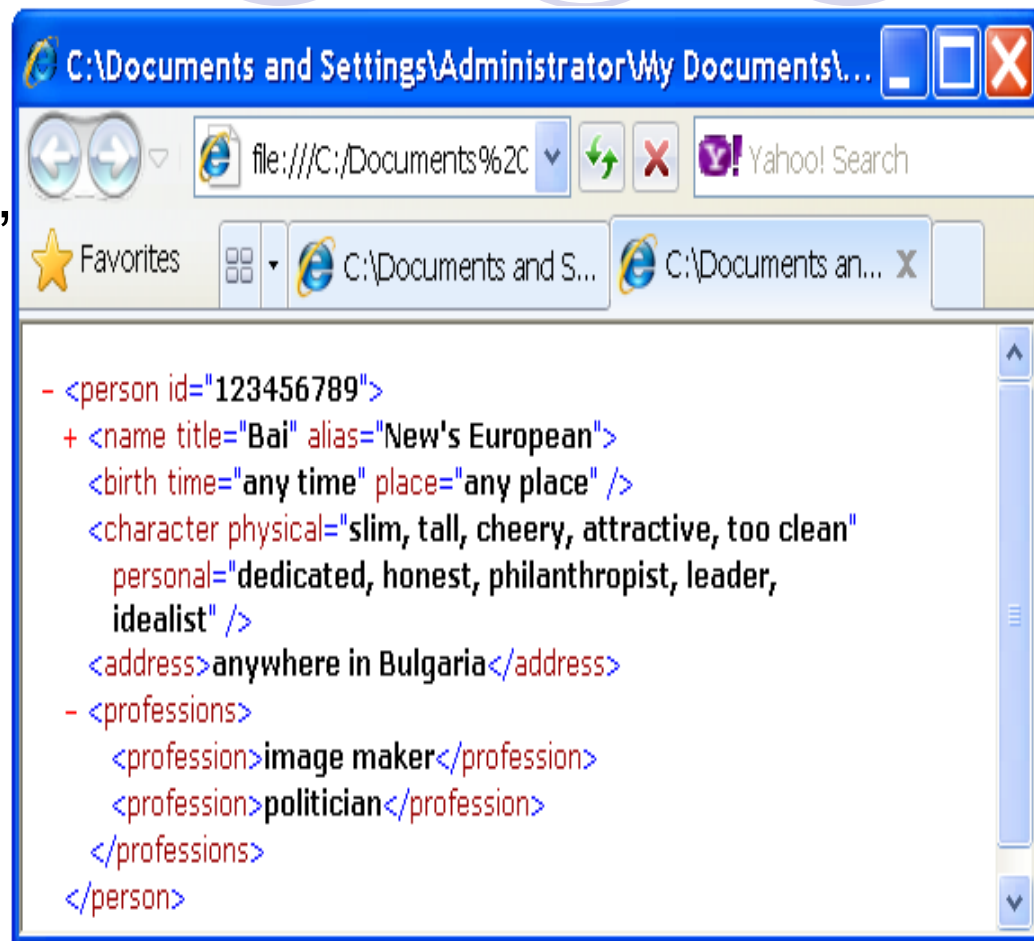 C:\Documents and Settings\Administrator\My Documents\...
file:///C:/Documents%2C
Y! Yahoo! Search
,
Favorites
C:\Documents and S...
C:\Documents an... X
- <person id="123456789">
+ <name title="Bai" alias="New's European">
<birth time="any time" place="any place" />
<character physical="slim, tall, cheery, attractive, too clean"
personal="dedicated, honest, philanthropist, leader,
idealist" />
<address>anywhere in Bulgaria</address>
- <professions>
<profession>image maker</profession>
<profession>politician</profession>
</professions>
</person>